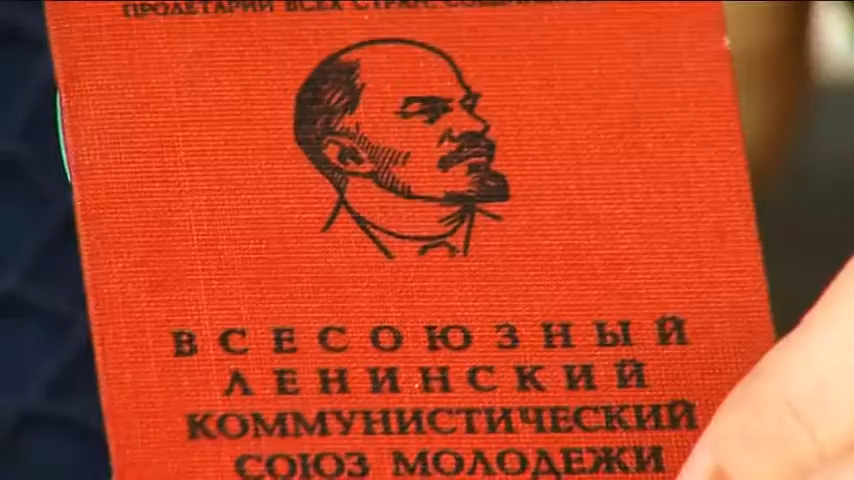 ПРОЛЕТАРИИ ВСЕХ СТРАН,
ВСЕСОЮЗНЫЙ
ЛЕНИНСКИЙ
КОММУНИСТИЧЕСКИЙ
СОЮЗ МОЛОДЕЖИ